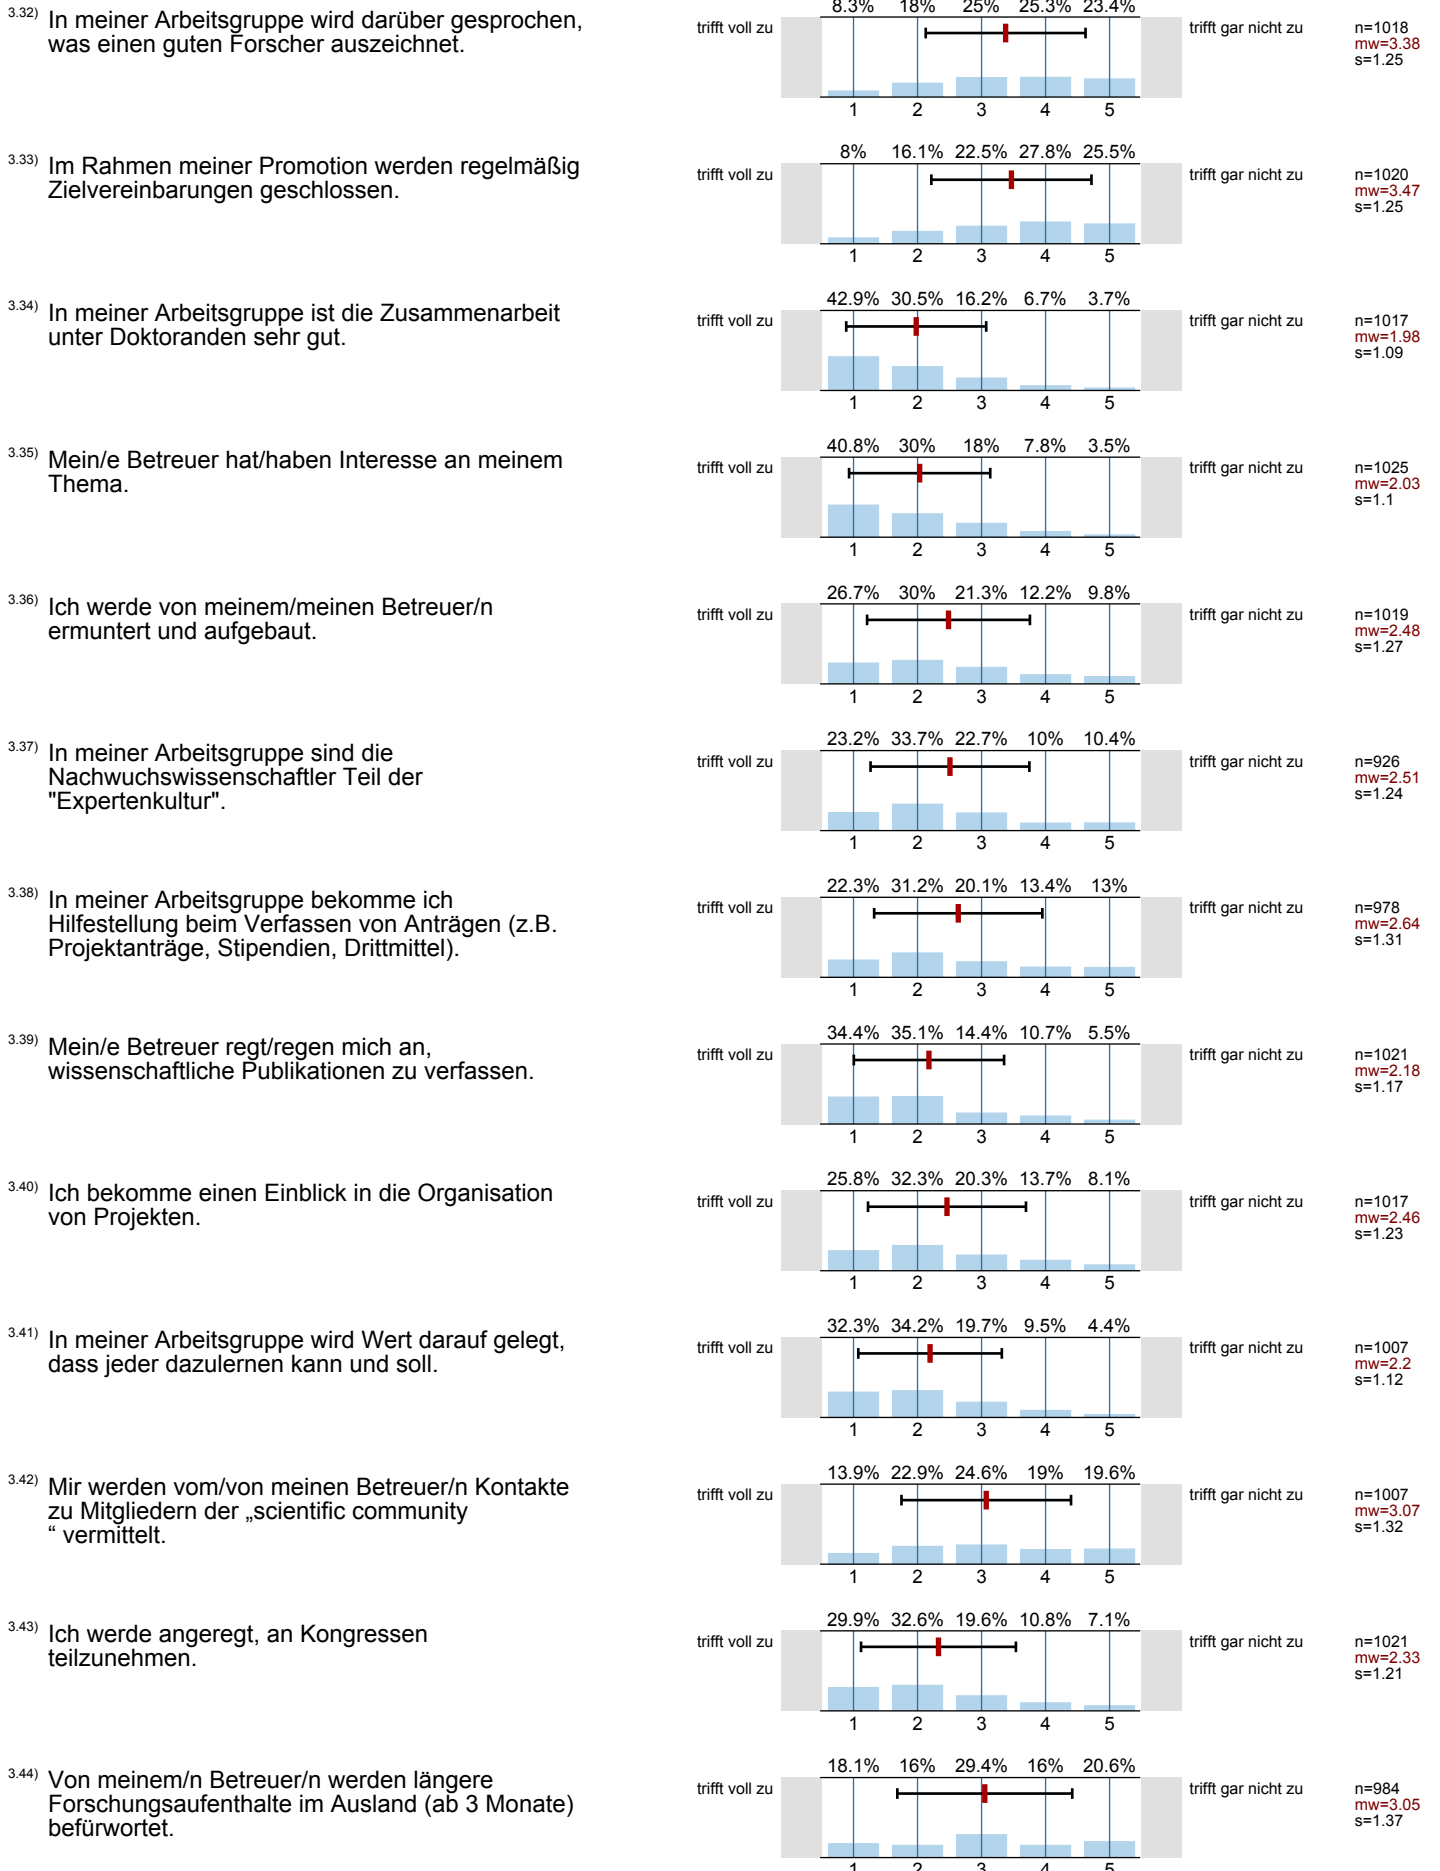 3.32) In meiner Arbeitsgruppe wird darüber gesprochen,
was einen guten Forscher auszeichnet.
8.3% 18% 25% 25.3% 23.4%
trifft voll zu
trifft gar nicht zu
n=1018
mw=3.38
s=1.25
1 2 3 4 5
3.33) Im Rahmen meiner Promotion werden regelmäßig
Zielvereinbarungen geschlossen.
8% 16.1% 22.5% 27.8% 25.5%
trifft voll zu
trifft gar nicht zu
n=1020
mw=3.47
s=1.25
1 2 3 4 5
3.34) In meiner Arbeitsgruppe ist die Zusammenarbeit
unter Doktoranden sehr gut.
42.9% 30.5% 16.2% 6.7% 3.7%
trifft voll zu
trifft gar nicht zu
n=1017
mw=1.98
s=1.09
1 2 3 4 5
3.35) Mein/e Betreuer hat/haben Interesse an meinem
Thema.
40.8% 30% 18% 7.8% 3.5%
trifft voll zu
trifft gar nicht zu
n=1025
mw=2.03
s=1.1
1 2 3 4 5
3.36) Ich werde von meinem/meinen Betreuer/n
ermuntert und aufgebaut.
26.7% 30% 21.3% 12.2% 9.8%
trifft voll zu
trifft gar nicht zu
n=1019
mw=2.48
s=1.27
1 2 3 4 5
3.37) In meiner Arbeitsgruppe sind die
Nachwuchswissenschaftler Teil der
"Expertenkultur".
23.2% 33.7% 22.7% 10% 10.4%
trifft voll zu
trifft gar nicht zu
n=926
mw=2.51
s=1.24
1 2 3 4 5
3.38) In meiner Arbeitsgruppe bekomme ich
Hilfestellung beim Verfassen von Anträgen (z.B.
Projektanträge, Stipendien, Drittmittel).
22.3% 31.2% 20.1% 13.4% 13%
trifft voll zu
trifft gar nicht zu
n=978
mw=2.64
s=1.31
1 2 3 4 5
3.39) Mein/e Betreuer regt/regen mich an,
wissenschaftliche Publikationen zu verfassen.
34.4% 35.1% 14.4% 10.7% 5.5%
trifft voll zu
trifft gar nicht zu
n=1021
mw=2.18
s=1.17
1 2 3 4 5
3.40) Ich bekomme einen Einblick in die Organisation
von Projekten.
25.8% 32.3% 20.3% 13.7% 8.1%
trifft voll zu
trifft gar nicht zu
n=1017
mw=2.46
s=1.23
1 2 3 4 5
3.41) In meiner Arbeitsgruppe wird Wert darauf gelegt,
dass jeder dazulernen kann und soll.
32.3% 34.2% 19.7% 9.5% 4.4%
trifft voll zu
trifft gar nicht zu
n=1007
mw=2.2
s=1.12
1 2 3 4 5
3.42) Mir werden vom/von meinen Betreuer/n Kontakte
zu Mitgliedern der „scientific community
“ vermittelt.
13.9% 22.9% 24.6% 19% 19.6%
trifft voll zu
trifft gar nicht zu
n=1007
mw=3.07
s=1.32
1 2 3 4 5
3.43) Ich werde angeregt, an Kongressen
teilzunehmen.
29.9% 32.6% 19.6% 10.8% 7.1%
trifft voll zu
trifft gar nicht zu
n=1021
mw=2.33
s=1.21
1 2 3 4 5
3.44) Von meinem/n Betreuer/n werden längere
Forschungsaufenthalte im Ausland (ab 3 Monate)
befürwortet.
18.1% 16% 29.4% 16% 20.6%
trifft voll zu
trifft gar nicht zu
n=984
mw=3.05
s=1.37
1 2 3 4 5